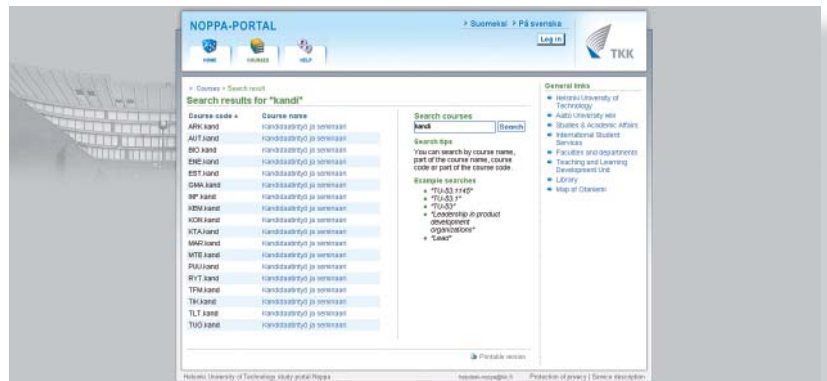 NOPPA-PORTAL
Suomeksi
På svenska
Log in
TKK
HOME
COURSES
HELP
Courses > Search result
Search results for "kandi"
Course code
Course name
ARK.kand Kandidaatintyö ja seminaari
AUT.kand Kandidaatintyö ja seminaari
BIO.kand Kandidaatintyö ja seminaari
ENE.kand Kandidaatintyö ja seminaari
EST.kand Kandidaatintyö ja seminaari
GMA.kand Kandidaatintyö ja seminaari
INF.kand Kandidaatintyö ja seminaari
KEM.kand Kandidaatintyö ja seminaari
KON.kand Kandidaatintyö ja seminaari
KTA.kand Kandidaatintyö ja seminaari
MAR.kand Kandidaatintyö ja seminaari
MTE.kand Kandidaatintyö ja seminaari
PUU.kand Kandidaatintyö ja seminaari
RYT.kand Kandidaatintyö ja seminaari
TFM.kand Kandidaatintyö ja seminaari
TIK.kand Kandidaatintyö ja seminaari
TLT.kand Kandidaatintyö ja seminaari
TUO.kand Kandidaatintyö ja seminaari
Search courses
kandi
Search
Search tips
You can search by course name,
part of the course name, course
code or part of the course code.
Example searches
"TU-53.1145"
"TU-53.1"
"TU-53"
"Leadership in product
development
organizations"
"Lead"
Printable version
General links
Helsinki University of
Technology
Aalto University wiki
Studies & Academic Affairs
International Student
Services
Faculties and departments
Teaching and Learning
Development Unit
Library
Map of Otaniemi
Helsinki University of Technology study portal Noppa
Protection of privacy | Service description